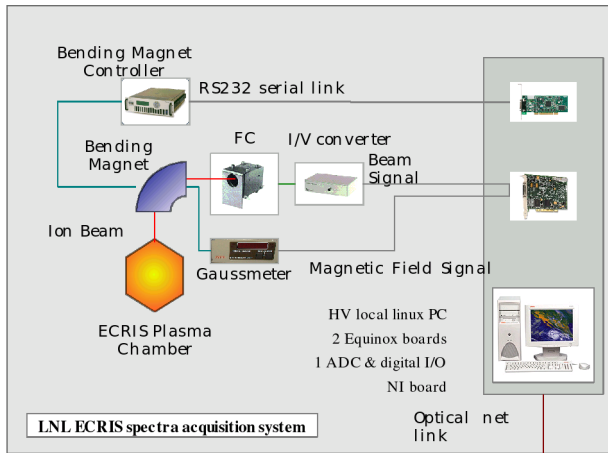 Bending Magnet
Controller
RS232 serial link
Bending
Magnet
FC
I/V converter
Beam
Signal
Ion Beam
Gaussmeter
Magnetic Field Signal
ECRIS Plasma
Chamber
HV local linux PC
2 Equinox boards
1 ADC & digital I/O
NI board
LNL ECRIS spectra acquisition system
Optical net
link